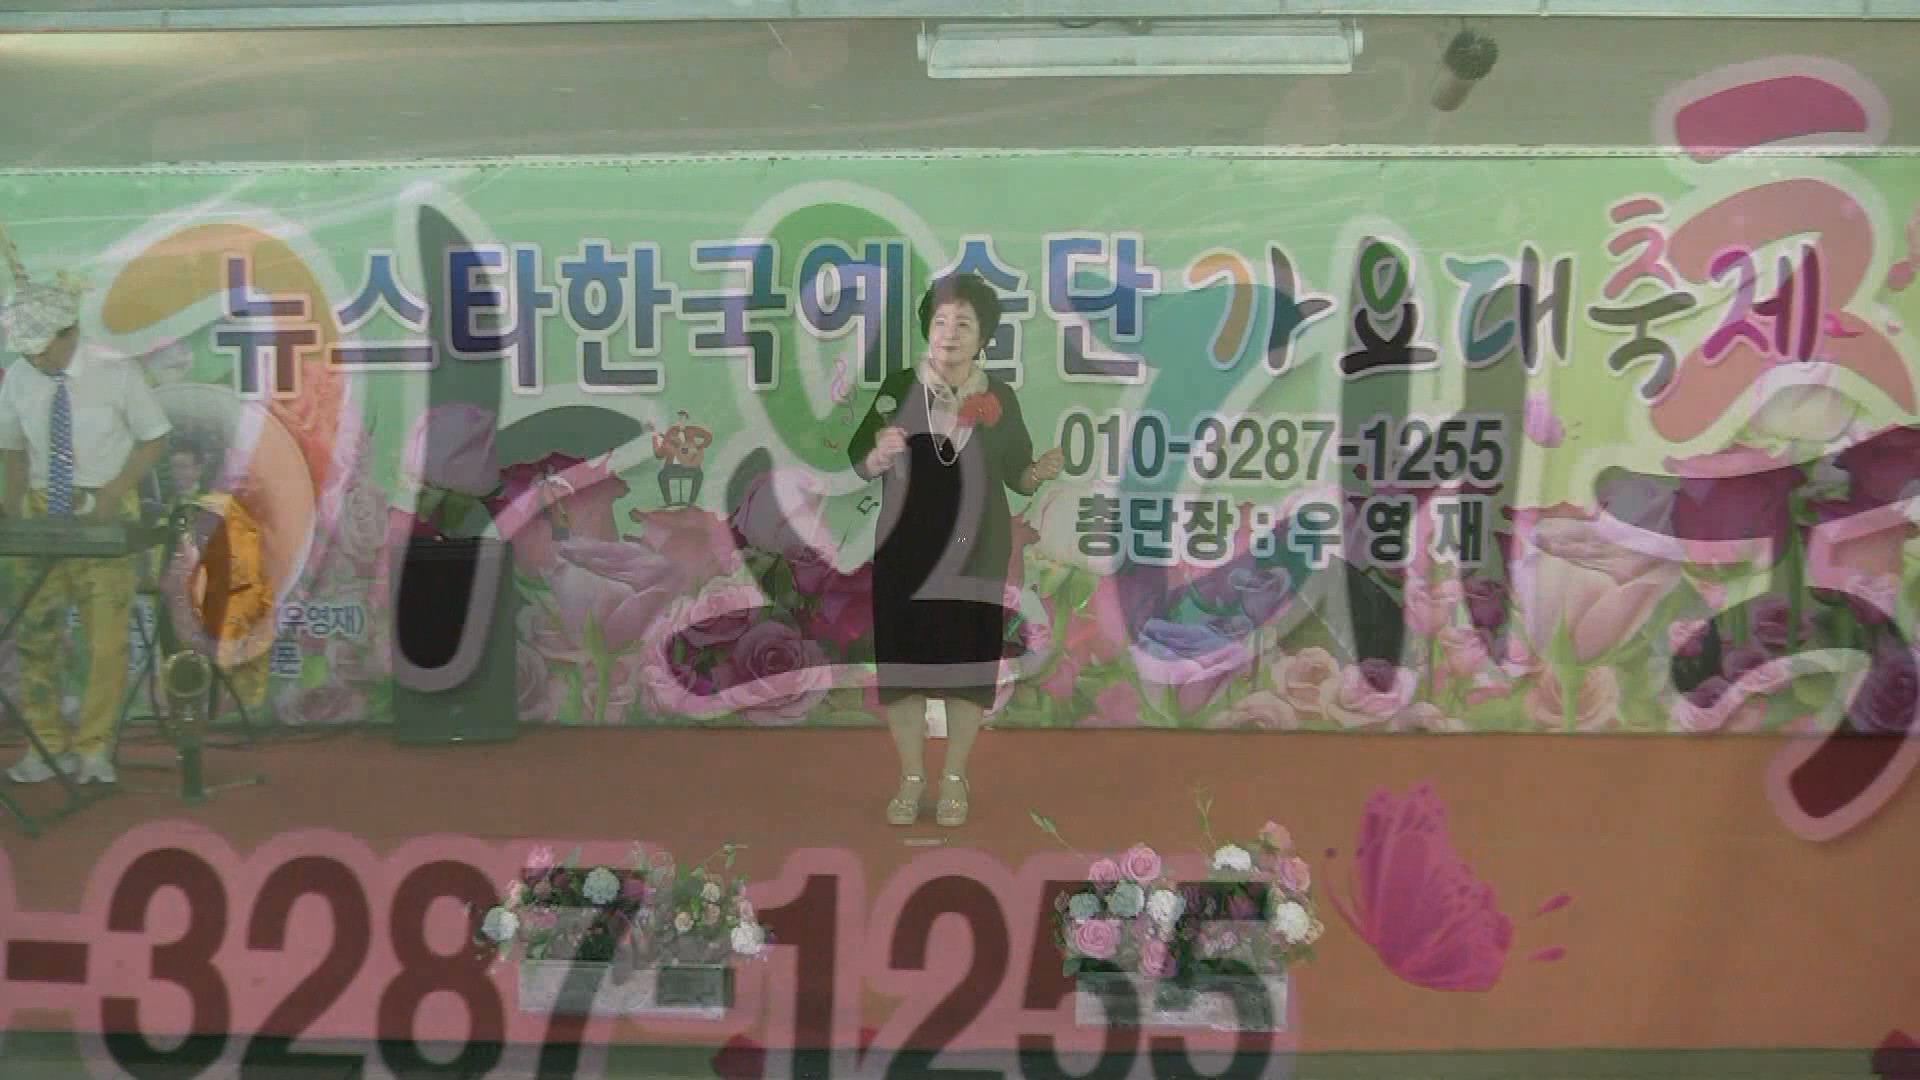 뉴스타한국예술단 가요대축제
010-3287-1255
총단장 : 우영재
(우영재)
-3287-1255